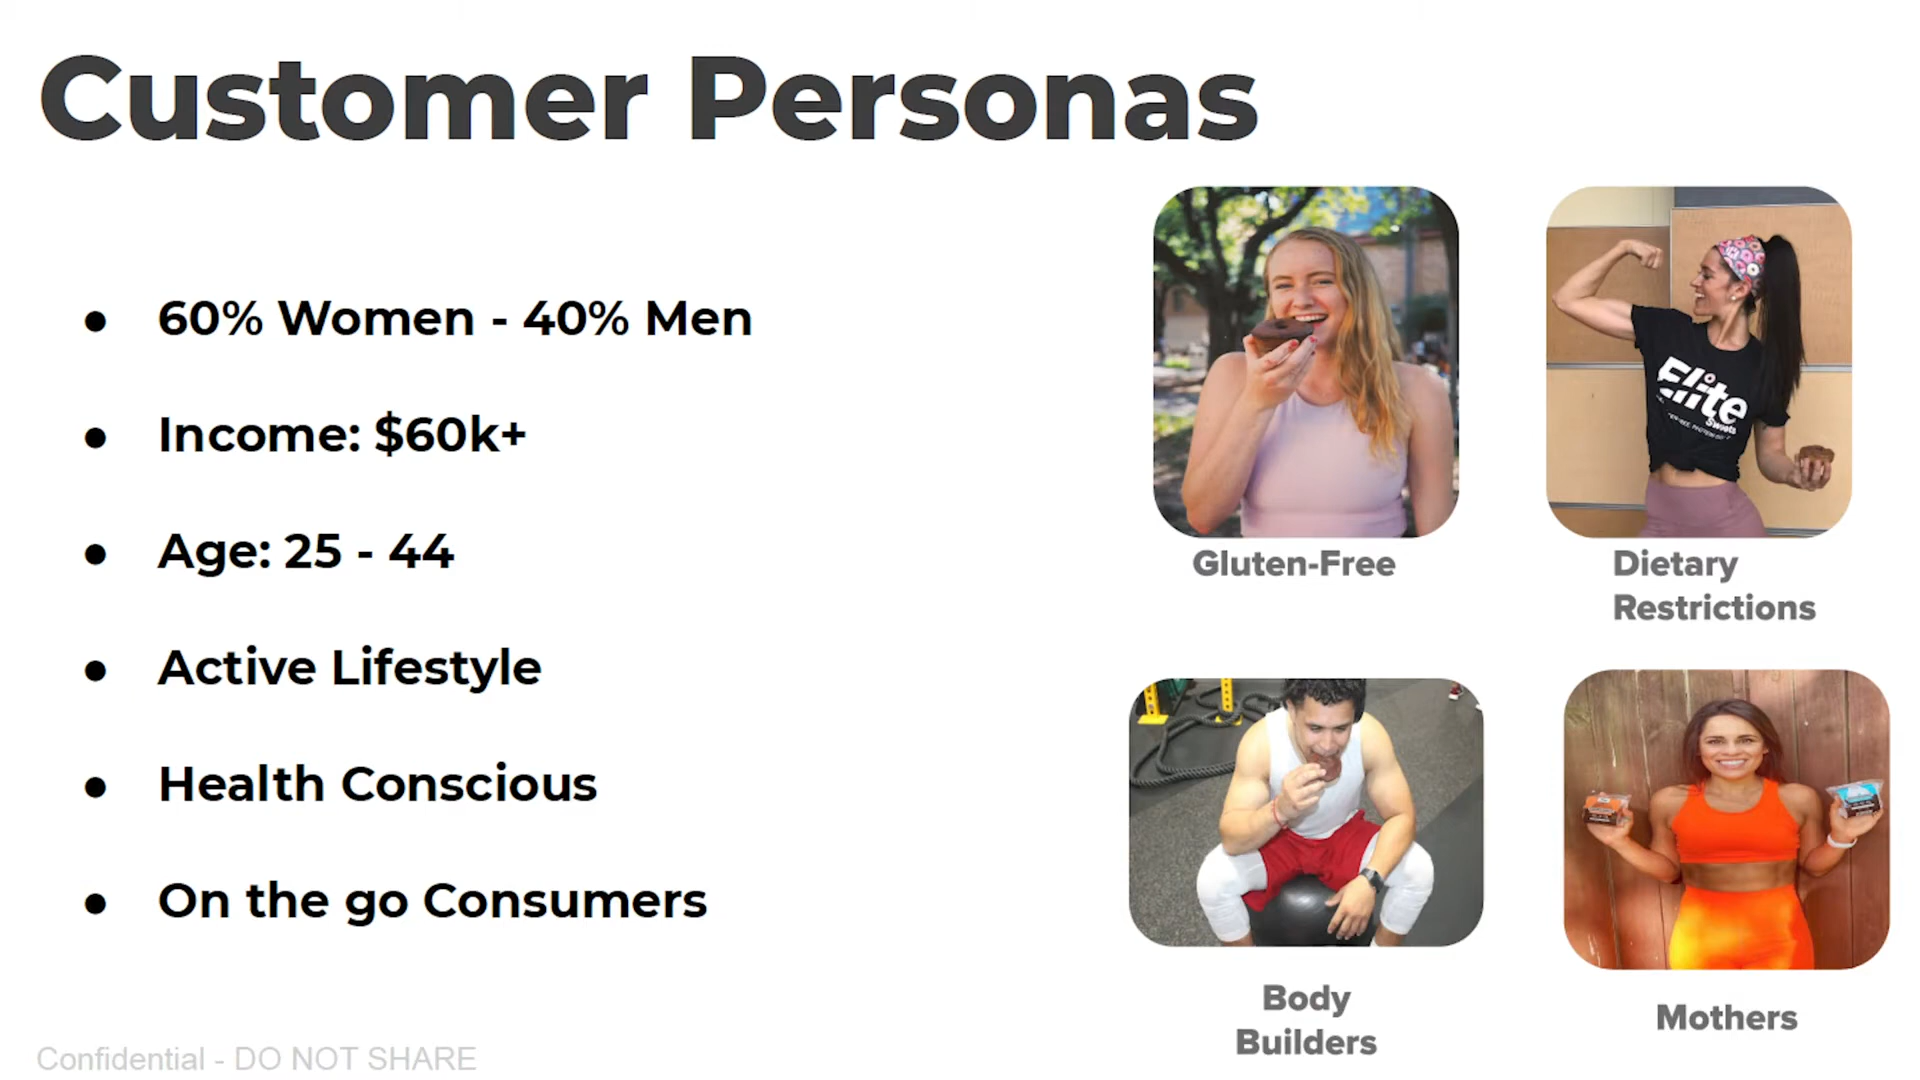 Customer Personas
● 60% Women - 40% Men
● Income: $60k+
● Age: 25 - 44
● Active Lifestyle
● Health Conscious
● On the go Consumers
Elite
Sweets
Gluten-Free
Dietary
Restrictions
Body
Builders
Mothers
Confidential - DO NOT SHARE